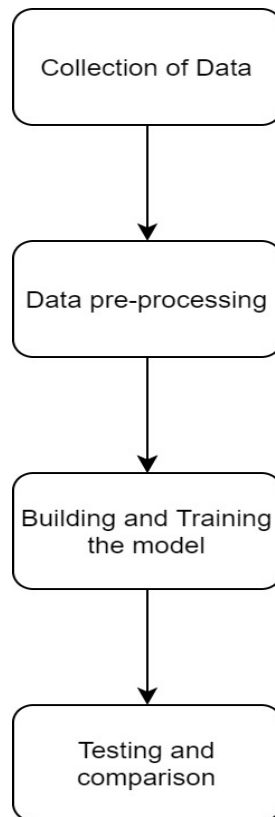 Collection of Data
Data pre-processing
Building and Training
the model
Testing and
comparison